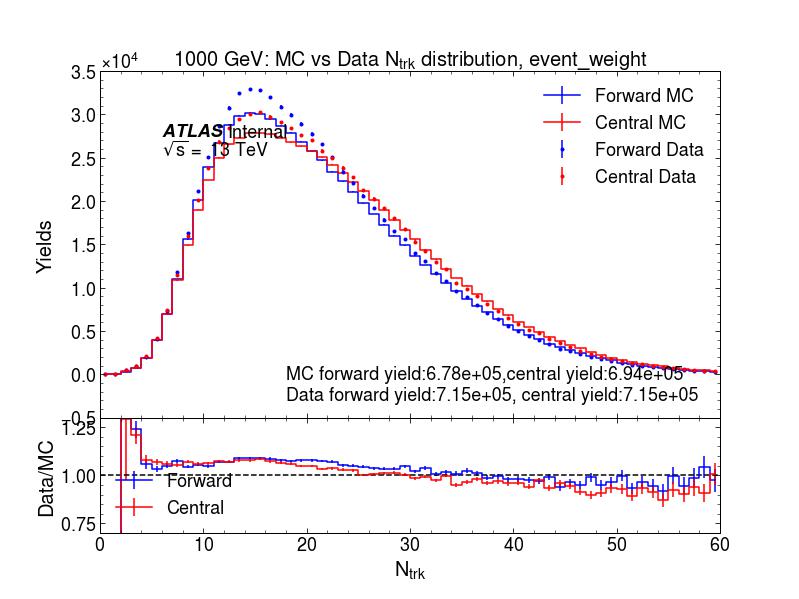 ×10⁴
1000 GeV: MC vs Data Ntrk distribution, event_weight
3.5
3.0
2.5
2.0
1.5
1.0
0.5
0.0
0.5
Yields
ATLAS Internal
√s = 13 TeV
Forward MC
Central MC
Forward Data
Central Data
MC forward yield:6.78e+05,central yield:6.94e+05
Data forward yield:7.15e+05, central yield:7.15e+05
1.25
1.00
0.75
Data/MC
Forward
Central
0
10
20
30
40
50
60
Ntrk